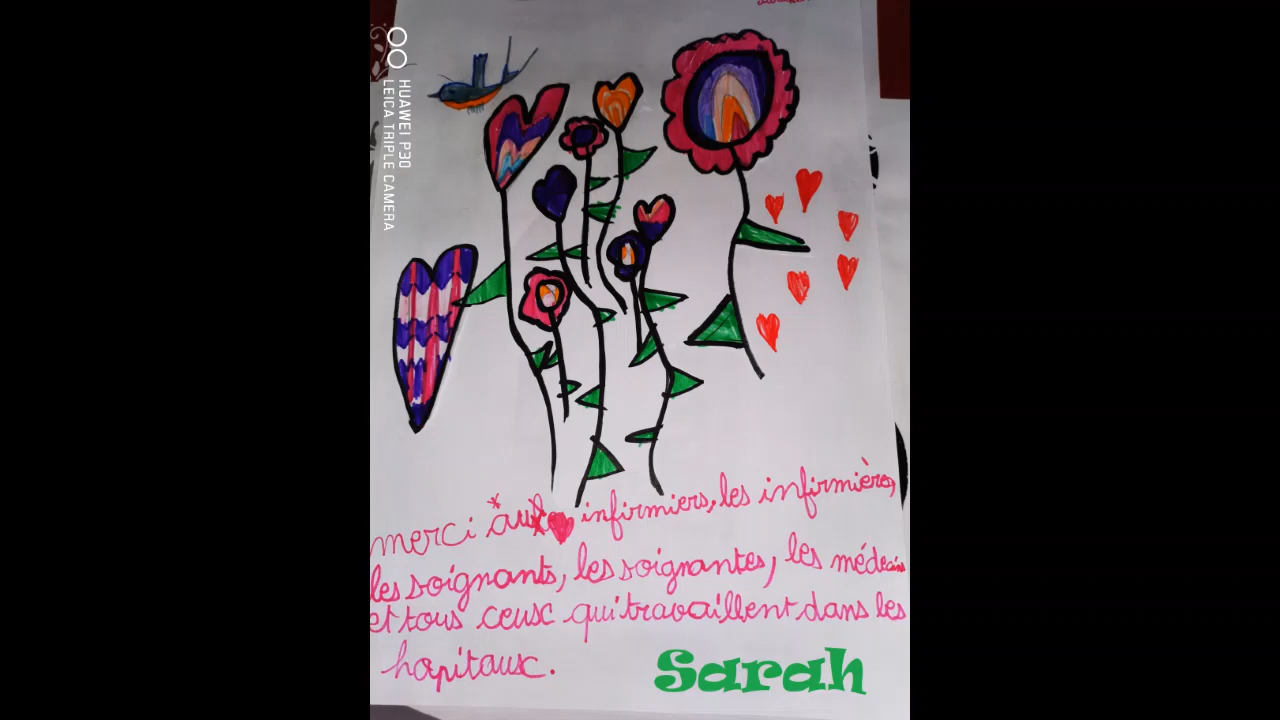 HUAWEI P30
LEICA TRIPLE CAMERA
merci aux infirmiers, les infirmières,
les soignants, les soignantes, les médecins
et tous ceux qui travaillent dans les
hopitaux.
Sarah